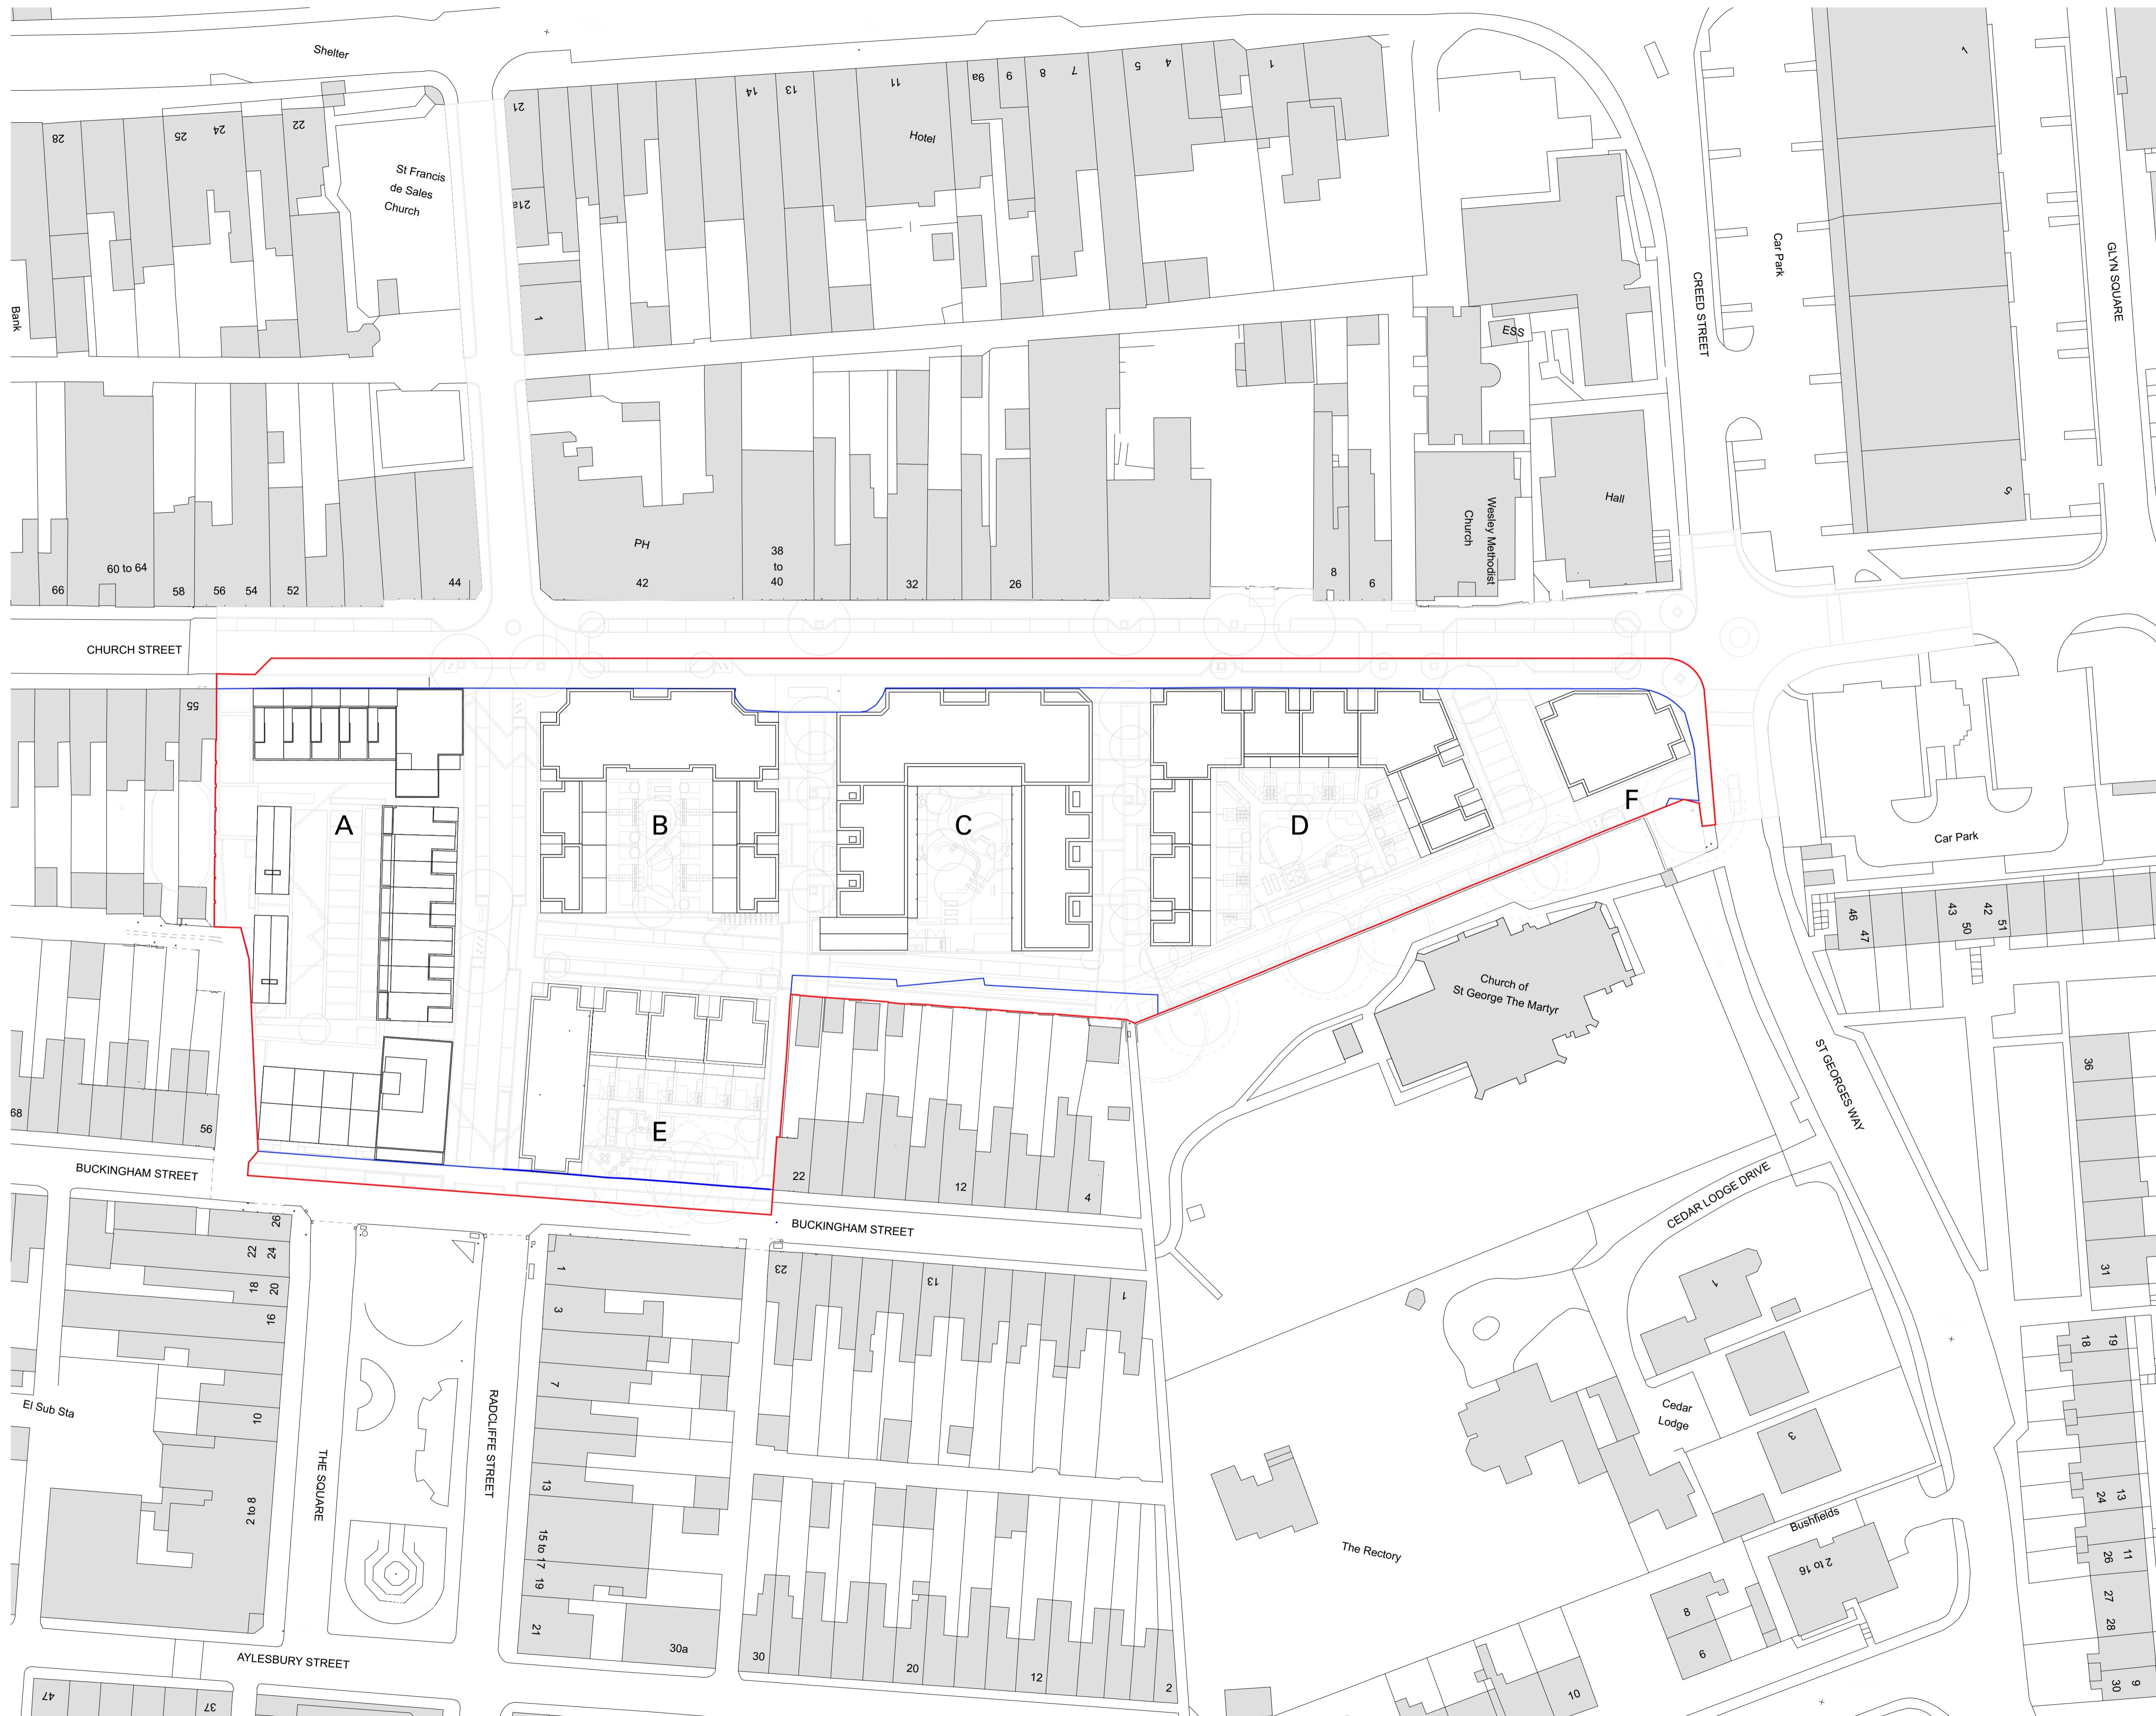 Shelter
28
25
24
22
St Francis
de Sales
Church
Bank
21
21a
1
14
13
11
Hotel
9a
9
8
7
5
4
1
ESS
CREED STREET
Car Park
1
5
GLYN SQUARE
66
60 to 64
58
56
54
52
44
PH
42
38
to
40
32
26
8
6
Wesley Methodist
Church
Hall
CHURCH STREET
55
A
B
C
D
E
F
Church of
St George The Martyr
Car Park
46
47
43
50
42
51
ST GEORGES WAY
36
31
68
56
BUCKINGHAM STREET
22
12
4
BUCKINGHAM STREET
26
22
24
18
20
16
10
2 to 8
El Sub Sta
THE SQUARE
RADCLIFFE STREET
1
3
7
13
15 to 17
19
21
30a
23
13
1
30
20
12
2
CEDAR LODGE DRIVE
1
Cedar
Lodge
3
The Rectory
Bushfields
2 to 16
8
6
10
18
19
24
13
26
11
27
28
30
9
AYLESBURY STREET
47
37